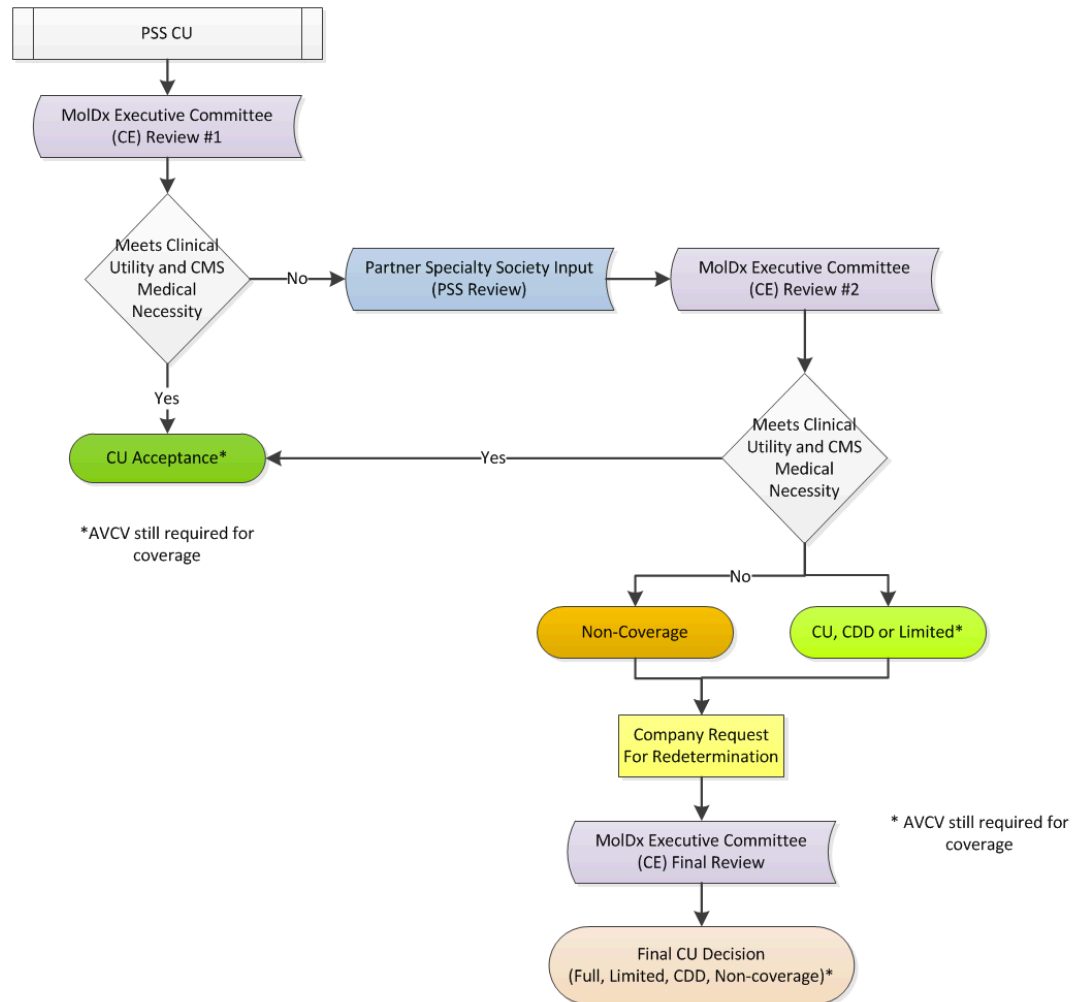 PSS CU
MolDx Executive Committee
(CE) Review #1
Meets Clinical
Utility and CMS
Medical
Necessity
No
Partner Specialty Society Input
(PSS Review)
MolDx Executive Committee
(CE) Review #2
Yes
CU Acceptance*
Yes
Meets Clinical
Utility and CMS
Medical
Necessity
*AVCV still required for
coverage
No
Non-Coverage
CU, CDD or Limited*
Company Request
For Redetermination
* AVCV still required for
coverage
MolDx Executive Committee
(CE) Final Review
Final CU Decision
(Full, Limited, CDD, Non-coverage)*